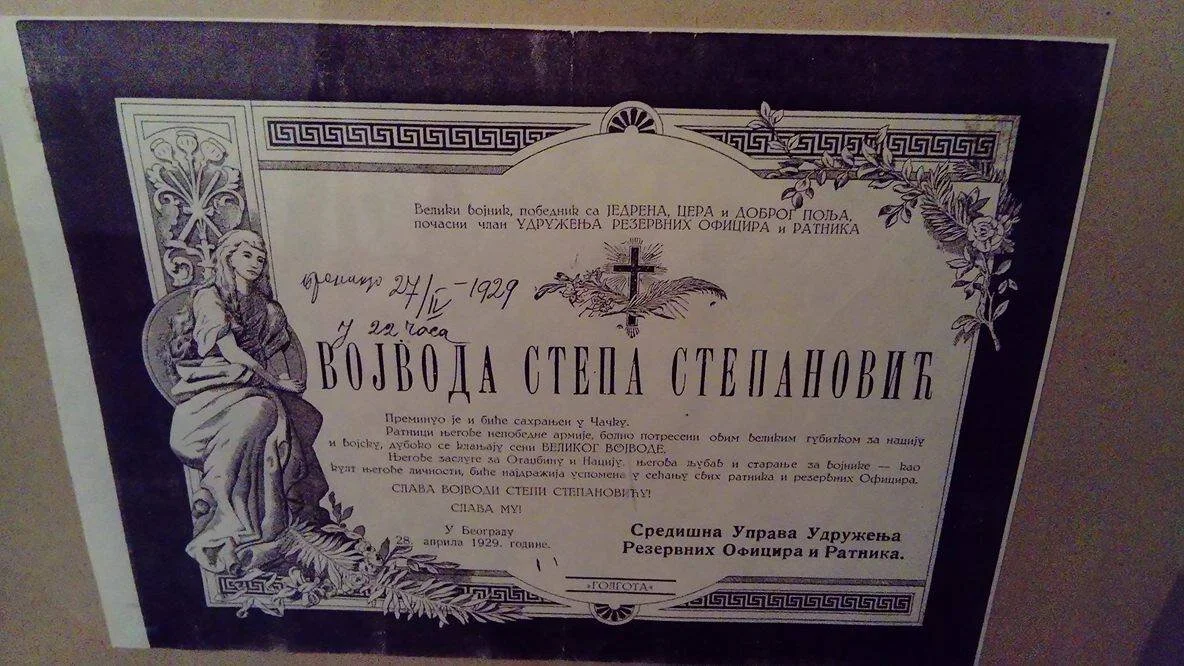 Велики војник, победник са ЈЕДРЕНА, ЦЕРА и ДОБРОГ ПОЉА,
почасни члан УДРУЖЕЊА РЕЗЕРВНИХ ОФИЦИРА и РАТНИКА
27/IV-1929
У 22 часа
ВОЈВОДА СТЕПА СТЕПАНОВИЋ
Преминуо је и биће сахрањен у Чачку.
Ратници његове непобедне армије, болно потресени овим великим губитком за нацију
и војску, дубоко се клањају сени ВЕЛИКОГ ВОЈВОДЕ.
Његове заслуге за Отаџбину и Нацију, његова љубав и старање за војнике — као
култ његове личности, биће најдража успомена у сећању свих ратника и резервних Официра.
СЛАВА ВОЈВОДИ СТЕПИ СТЕПАНОВИЋУ!
СЛАВА МУ!
У Београду
28. априла 1929. године.
Средишна Управа Удружења
Резервних Официра и Ратника.
»ГОЛГОТА«